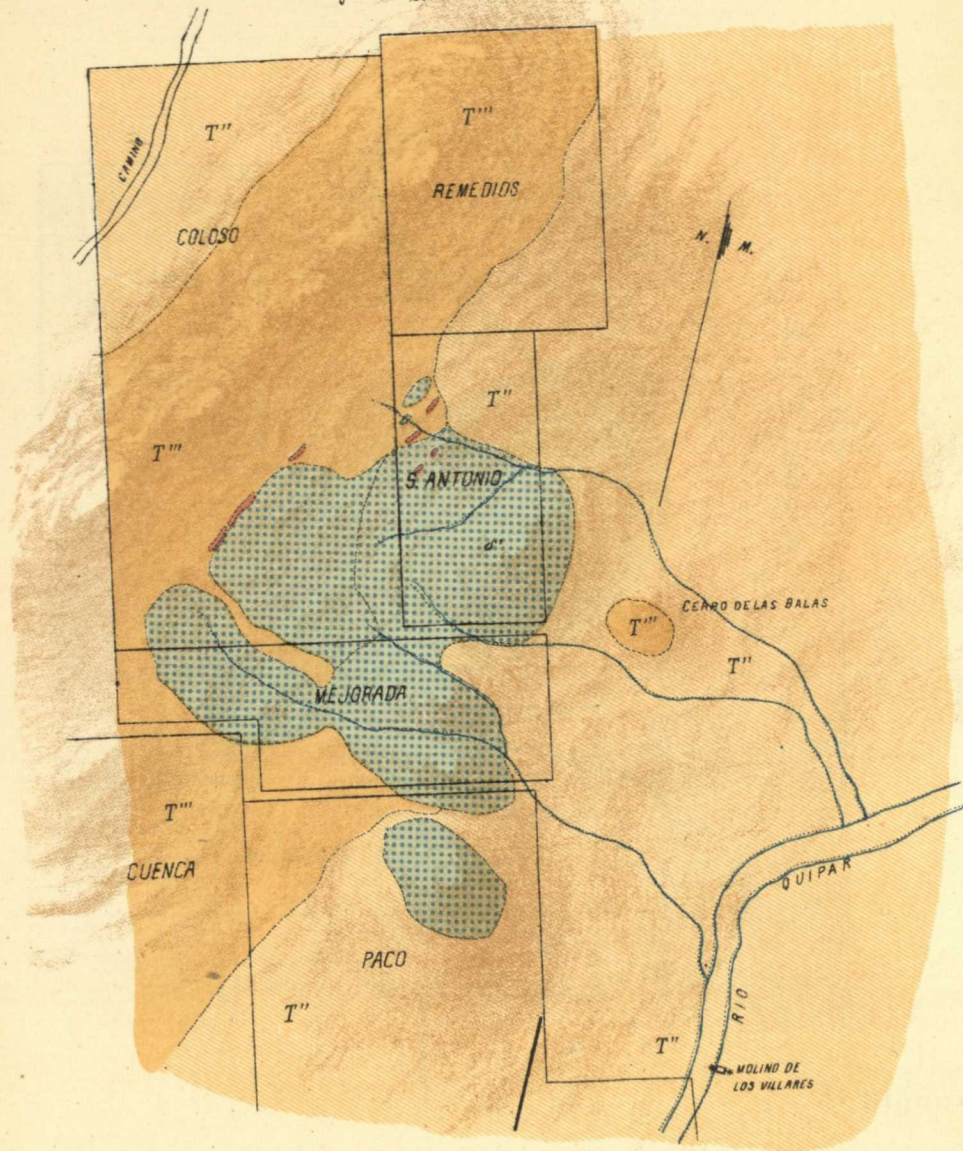 T''
T'''
CAMINO
REMEDIOS
COLOSO
N. M.
T''
T'''
S. ANTONIO
CERRO DE LAS BALAS
T'''
T''
MEJORADA
T'''
CUENCA
QUIPAR
PACO
RIO
T''
T''
MOLINO DE
LOS VILLARES